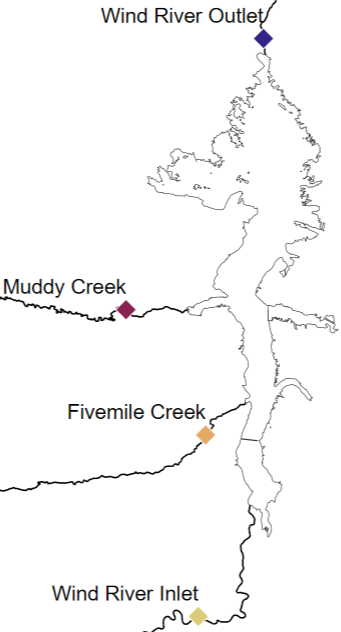 Wind River Outlet
Muddy Creek
Fivemile Creek
Wind River Inlet